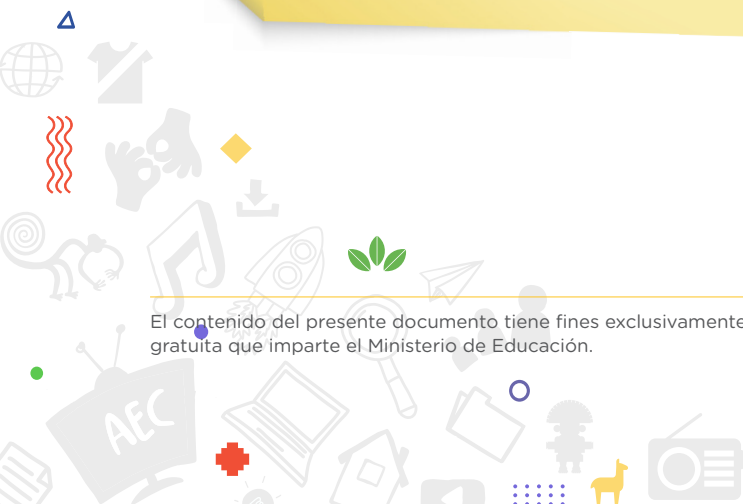 El contenido del presente documento tiene fines exclusivamente
gratuita que imparte el Ministerio de Educación.
AEC